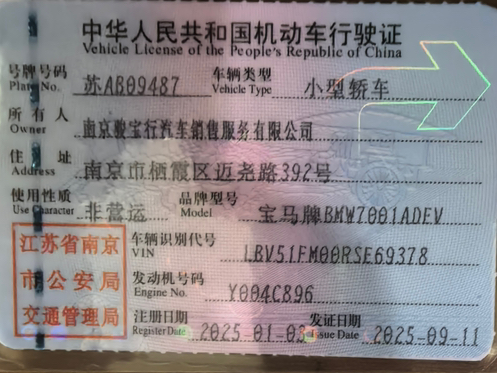 中华人民共和国机动车行驶证
Vehicle License of the People's Republic of China
号牌号码 苏AB09487 车辆类型 小型轿车
Plate No. Vehicle Type
所有人 南京骏宝行汽车销售服务有限公司
Owner
住址 南京市栖霞区迈尧路392号
Address
使用性质 非营运 品牌型号 宝马牌BMW7001ADEV
Use Character Model
江苏省南京
市公安局
交通管理局
车辆识别代号 LBV51FM00RSE69378
VIN
发动机号码 Y004C896
Engine No.
注册日期 2025-01-03 发证日期 2025-09-11
Register Date Issue Date